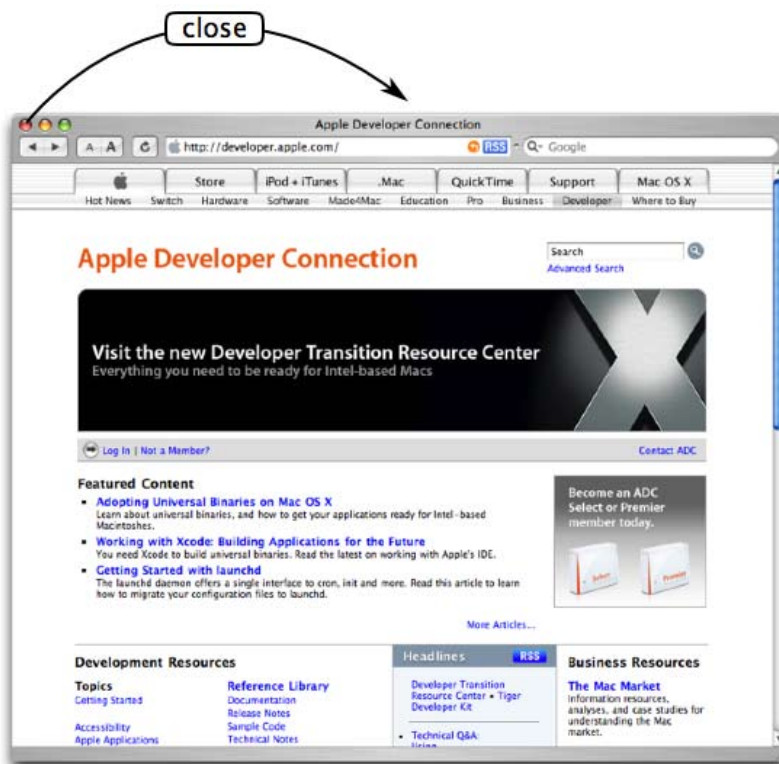 close
Apple Developer Connection
A A http://developer.apple.com/ RSS Google
Store iPod + iTunes .Mac QuickTime Support Mac OS X
Hot News Switch Hardware Software Made4Mac Education Pro Business Developer Where to Buy
Apple Developer Connection
Search
Advanced Search
Visit the new Developer Transition Resource Center
Everything you need to be ready for Intel-based Macs
Log In | Not a Member?
Contact ADC
Featured Content
Adopting Universal Binaries on Mac OS X
Learn about universal binaries, and how to get your applications ready for Intel-based
Macintoshes.
Working with Xcode: Building Applications for the Future
You need Xcode to build universal binaries. Read the latest on working with Apple's IDE.
Getting Started with launchd
The launchd daemon offers a single interface to cron, init and more. Read this article to learn
how to migrate your configuration files to launchd.
More Articles...
Become an ADC
Select or Premier
member today.
Select Premier
Development Resources
Topics
Getting Started
Accessibility
Apple Applications
Reference Library
Documentation
Release Notes
Sample Code
Technical Notes
Headlines RSS
Developer Transition
Resource Center • Tiger
Developer Kit
Technical Q&A:
Using
Business Resources
The Mac Market
Information resources,
analyses, and case studies for
understanding the Mac
market.